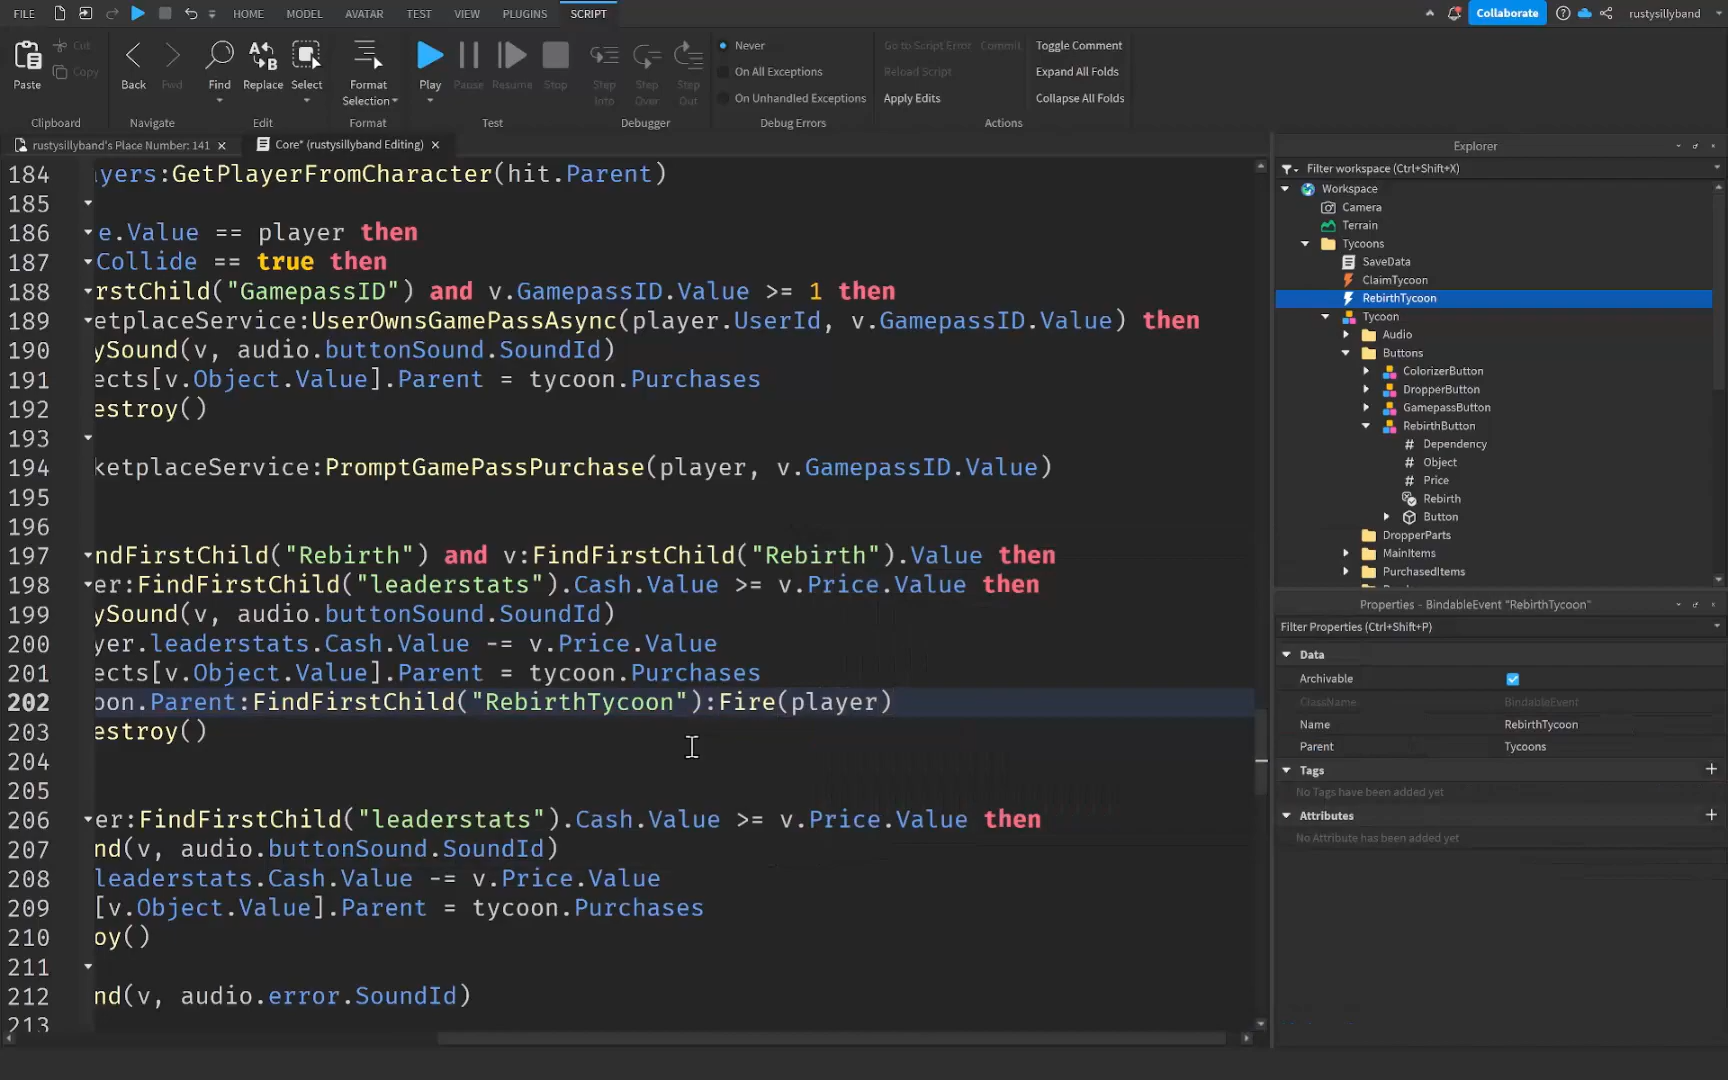 FILE HOME MODEL AVATAR TEST VIEW PLUGINS SCRIPT Collaborate rustysillyband
Paste Cut Copy Back Fwd Find Replace Select Format Selection Play Pause Resume Stop Step Into Step Over Step Out
Never
On All Exceptions
On Unhandled Exceptions
Go to Script Error Commit
Reload Script
Apply Edits
Toggle Comment
Expand All Folds
Collapse All Folds
Clipboard Navigate Edit Format Test Debugger Debug Errors Actions
rustysillyband's Place Number: 141 × Core* (rustysillyband Editing) ×
184 ayers:GetPlayerFromCharacter(hit.Parent)
185
186 e.Value == player then
187 Collide == true then
188 rstChild("GamepassID") and v.GamepassID.Value >= 1 then
189 etplaceService:UserOwnsGamePassAsync(player.UserId, v.GamepassID.Value) then
190 ySound(v, audio.buttonSound.SoundId)
191 ects[v.Object.Value].Parent = tycoon.Purchases
192 estroy()
193
194 ketplaceService:PromptGamePassPurchase(player, v.GamepassID.Value)
195
196
197 ndFirstChild("Rebirth") and v:FindFirstChild("Rebirth").Value then
198 er:FindFirstChild("leaderstats").Cash.Value >= v.Price.Value then
199 ySound(v, audio.buttonSound.SoundId)
200 yer.leaderstats.Cash.Value -= v.Price.Value
201 ects[v.Object.Value].Parent = tycoon.Purchases
202 oon.Parent:FindFirstChild("RebirthTycoon"):Fire(player)
203 estroy()
204
205
206 er:FindFirstChild("leaderstats").Cash.Value >= v.Price.Value then
207 nd(v, audio.buttonSound.SoundId)
208 leaderstats.Cash.Value -= v.Price.Value
209 [v.Object.Value].Parent = tycoon.Purchases
210 oy()
211
212 nd(v, audio.error.SoundId)
213
Explorer
Filter workspace (Ctrl+Shift+X)
Workspace
Camera
Terrain
Tycoons
SaveData
ClaimTycoon
RebirthTycoon
Tycoon
Audio
Buttons
ColorizerButton
DropperButton
GamepassButton
RebirthButton
Dependency
Object
Price
Rebirth
Button
DropperParts
MainItems
PurchasedItems
Properties - BindableEvent "RebirthTycoon"
Filter Properties (Ctrl+Shift+P)
Data
Archivable
ClassName BindableEvent
Name RebirthTycoon
Parent Tycoons
Tags
No Tags have been added yet
Attributes
No Attribute has been added yet